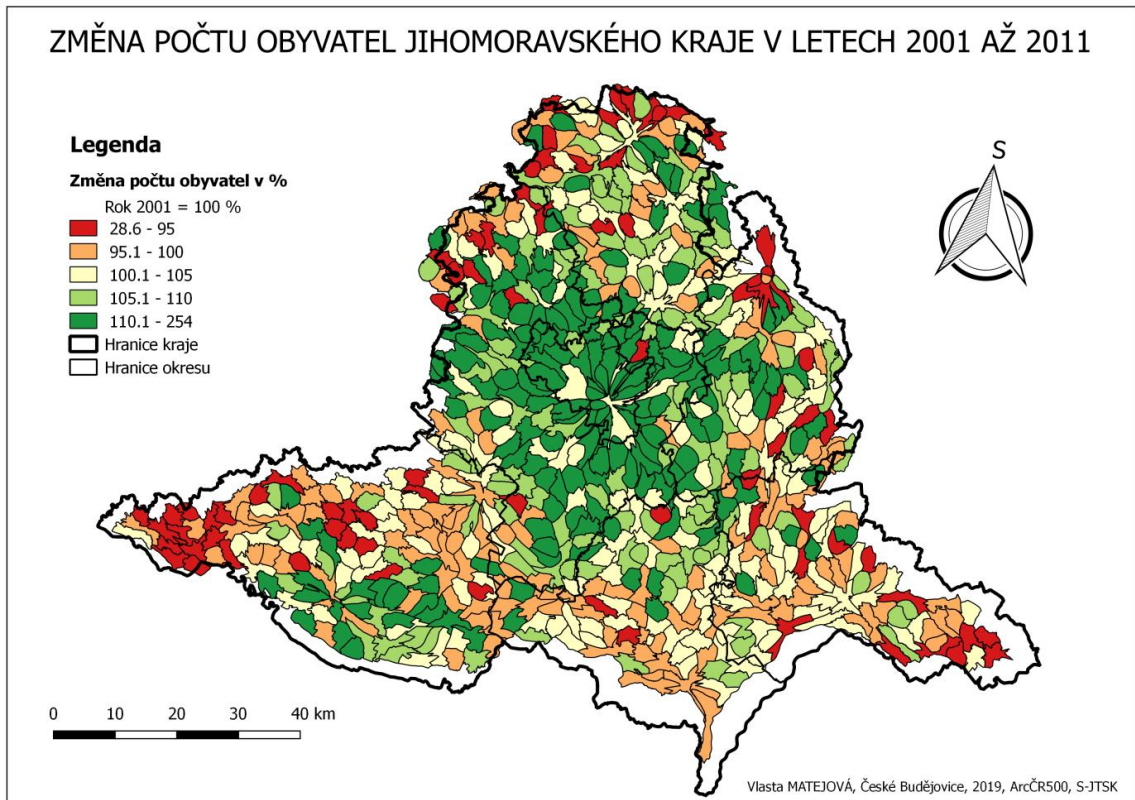 ZMĚNA POČTU OBYVATEL JIHOMORAVSKÉHO KRAJE V LETECH 2001 AŽ 2011
Legenda
Změna počtu obyvatel v %
Rok 2001 = 100 %
28.6 - 95
95.1 - 100
100.1 - 105
105.1 - 110
110.1 - 254
Hranice kraje
Hranice okresu
S
0 10 20 30 40 km
Vlasta MATEJOVÁ, České Budějovice, 2019, ArcČR500, S-JTSK